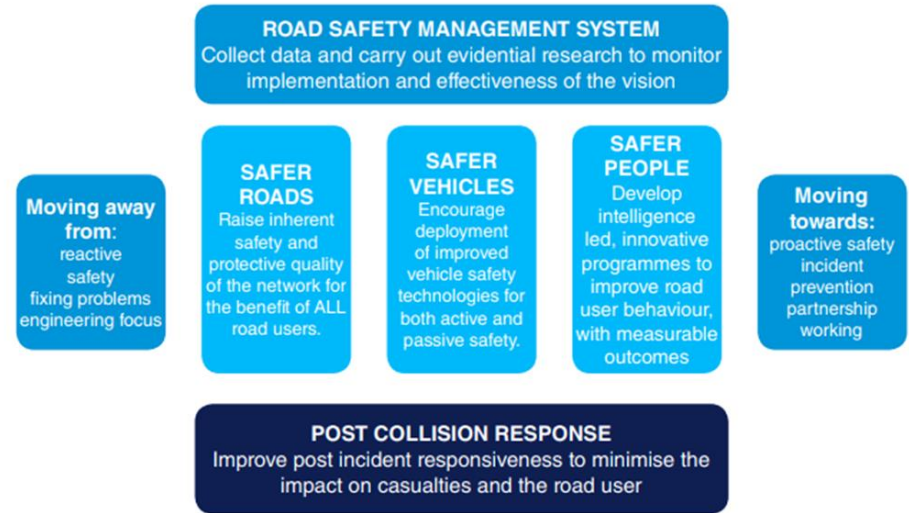 ROAD SAFETY MANAGEMENT SYSTEM
Collect data and carry out evidential research to monitor
implementation and effectiveness of the vision
Moving away
from:
reactive
safety
fixing problems
engineering focus
SAFER
ROADS
Raise inherent
safety and
protective quality
of the network for
the benefit of ALL
road users.
SAFER
VEHICLES
Encourage
deployment
of improved
vehicle safety
technologies for
both active and
passive safety.
SAFER
PEOPLE
Develop
intelligence
led, innovative
programmes to
improve road
user behaviour,
with measurable
outcomes
Moving
towards:
proactive safety
incident
prevention
partnership
working
POST COLLISION RESPONSE
Improve post incident responsiveness to minimise the
impact on casualties and the road user